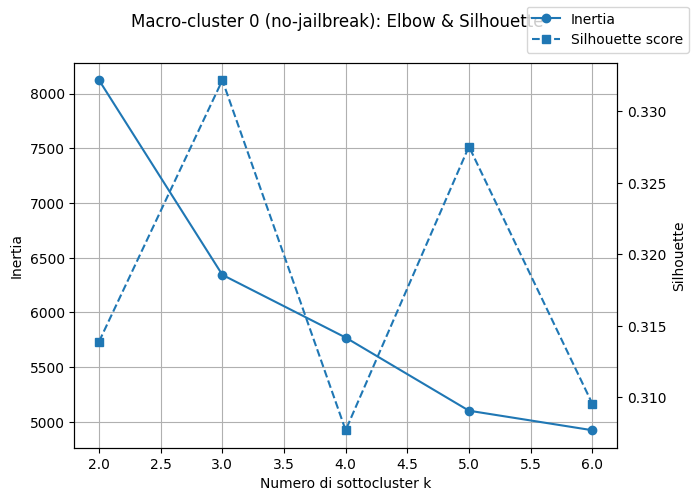 Macro-cluster 0 (no-jailbreak): Elbow & Silhouette
Inertia
Silhouette score
8000
7500
7000
6500
6000
5500
5000
Inertia
0.330
0.325
0.320
0.315
0.310
Silhouette
2.0 2.5 3.0 3.5 4.0 4.5 5.0 5.5 6.0
Numero di sottocluster k